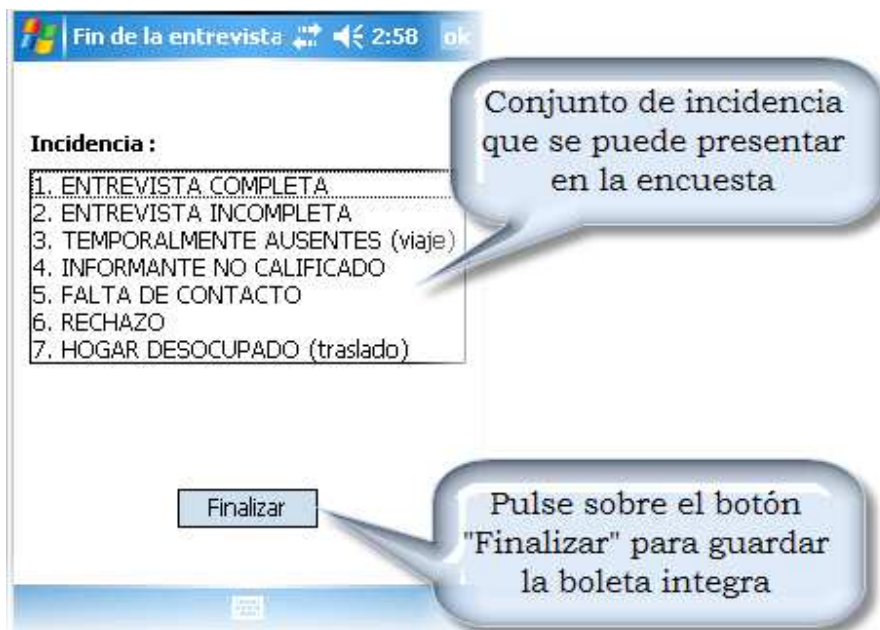 Fin de la entrevista 2:58 ok
Conjunto de incidencia
que se puede presentar
en la encuesta
Incidencia :
1. ENTREVISTA COMPLETA
2. ENTREVISTA INCOMPLETA
3. TEMPORALMENTE AUSENTES (viaje)
4. INFORMANTE NO CALIFICADO
5. FALTA DE CONTACTO
6. RECHAZO
7. HOGAR DESOCUPADO (traslado)
Finalizar
Pulse sobre el botón
"Finalizar" para guardar
la boleta integra